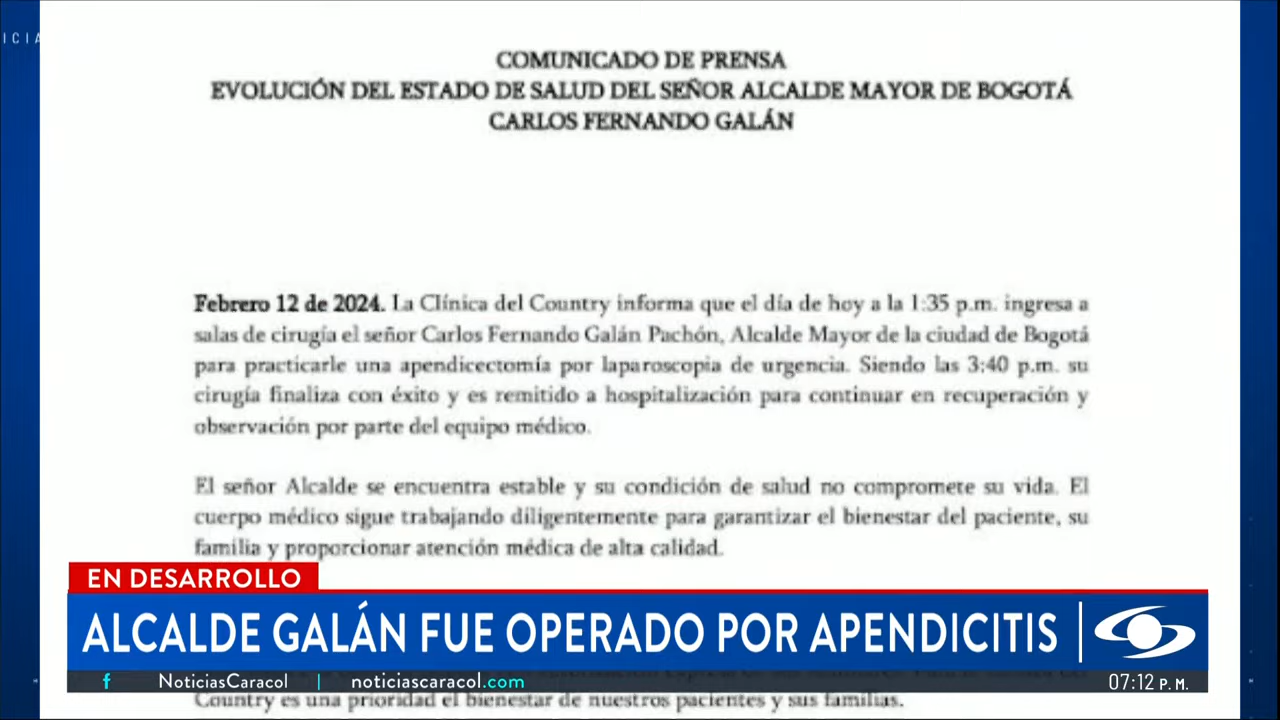 ICIA
COMUNICADO DE PRENSA
EVOLUCIÓN DEL ESTADO DE SALUD DEL SEÑOR ALCALDE MAYOR DE BOGOTÁ
CARLOS FERNANDO GALÁN
Febrero 12 de 2024. La Clínica del Country informa que el día de hoy a la 1:35 p.m. ingresa a
salas de cirugía el señor Carlos Fernando Galán Pachón, Alcalde Mayor de la ciudad de Bogotá
para practicarle una apendicectomía por laparoscopia de urgencia. Siendo las 3:40 p.m. su
cirugía finaliza con éxito y es remitido a hospitalización para continuar en recuperación y
observación por parte del equipo médico.
El señor Alcalde se encuentra estable y su condición de salud no compromete su vida. El
cuerpo médico sigue trabajando diligentemente para garantizar el bienestar del paciente, su
familia y proporcionar atención médica de alta calidad.
EN DESARROLLO
ALCALDE GALÁN FUE OPERADO POR APENDICITIS
f NoticiasCaracol | noticiascaracol.com
07:12 P.M.
Country es una prioridad el bienestar de nuestros pacientes y sus familias.